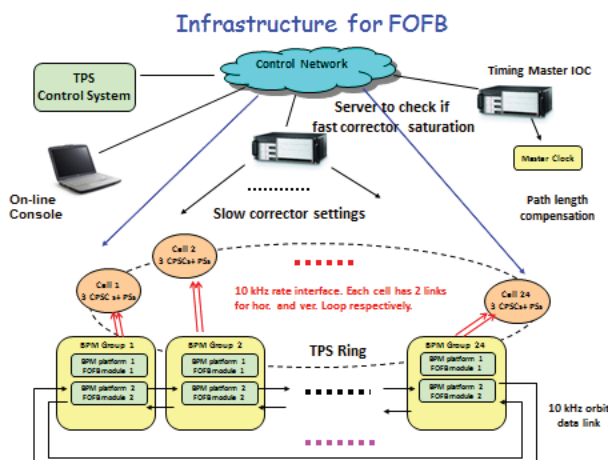 Infrastructure for FOFB
Control Network
TPS
Control System
Timing Master IOC
Server to check if
fast corrector saturation
Master Clock
On-line
Console
Path length
compensation
Slow corrector settings
Cell 2
3 CPSCs+ PSs
Cell 1
3 CPSC s+ PSs
10 kHz rate interface. Each cell has 2 links
for hor. and ver. Loop respectively.
Cell 24
3 CPSCs+ PSs
TPS Ring
BPM Group 1
BPM platform 1
FOFB module 1
BPM platform 2
FOFB module 2
BPM Group 2
BPM platform 1
FOFB module 1
BPM platform 2
FOFB module 2
BPM Group 24
BPM platform 1
FOFB module 1
BPM platform 2
FOFB module 2
10 kHz orbit
data link